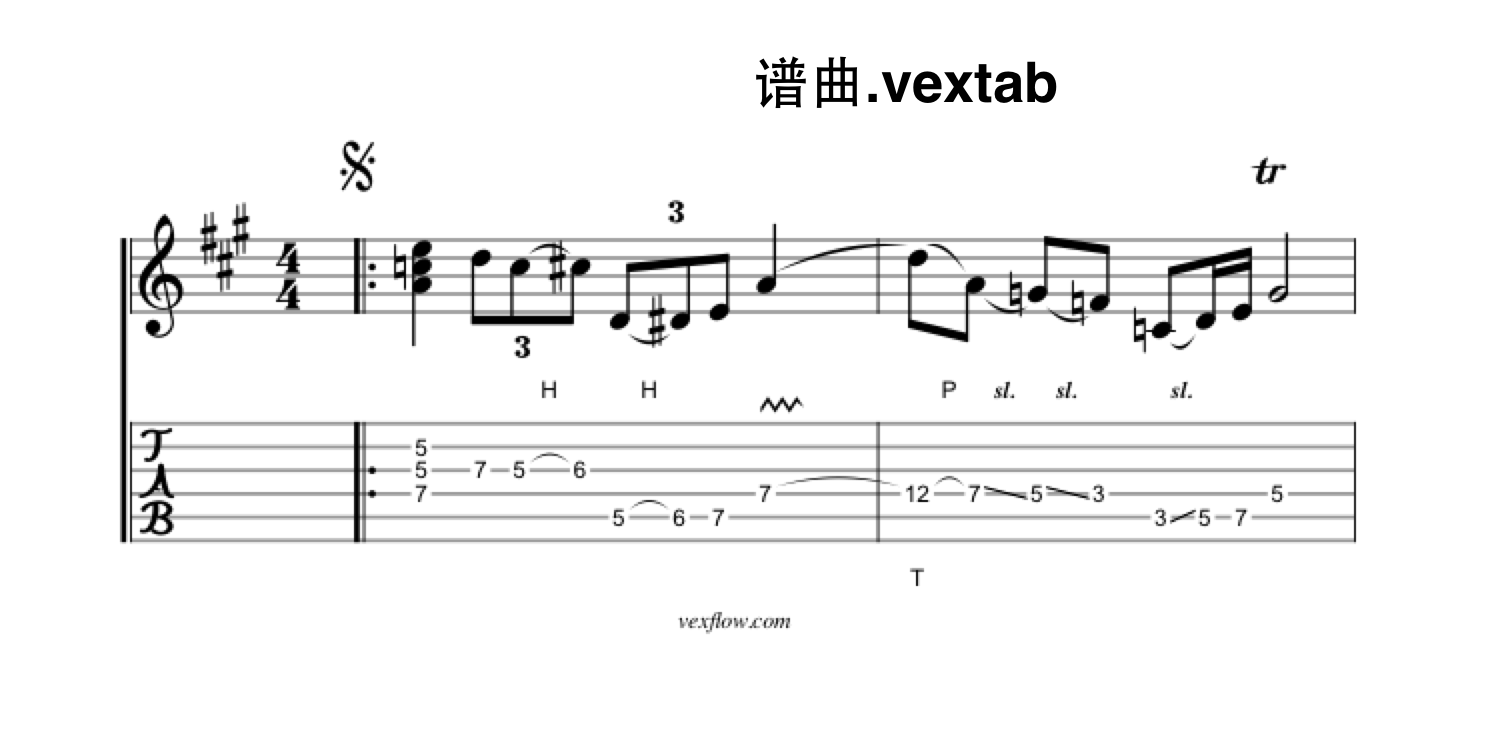 谱曲.vextab
tr
4
4
3
3
H H P sl. sl. sl.
T
A
B
5
5 7 5 6
7 7 12 7 5 3 5
5 6 7 3 5 7
T
vexflow.com